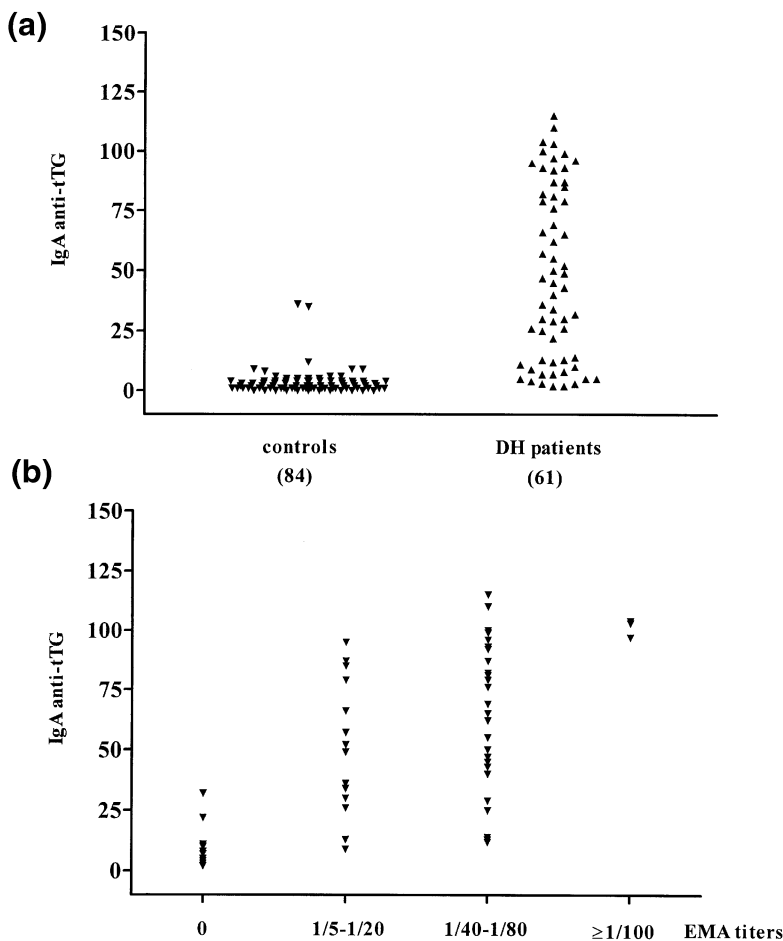 (a)
150
125
100
75
50
25
0
IgA anti-tTG
controls
(84)
DH patients
(61)
(b)
150
125
100
75
50
25
0
IgA anti-tTG
0 1/5-1/20 1/40-1/80 ≥1/100 EMA titers